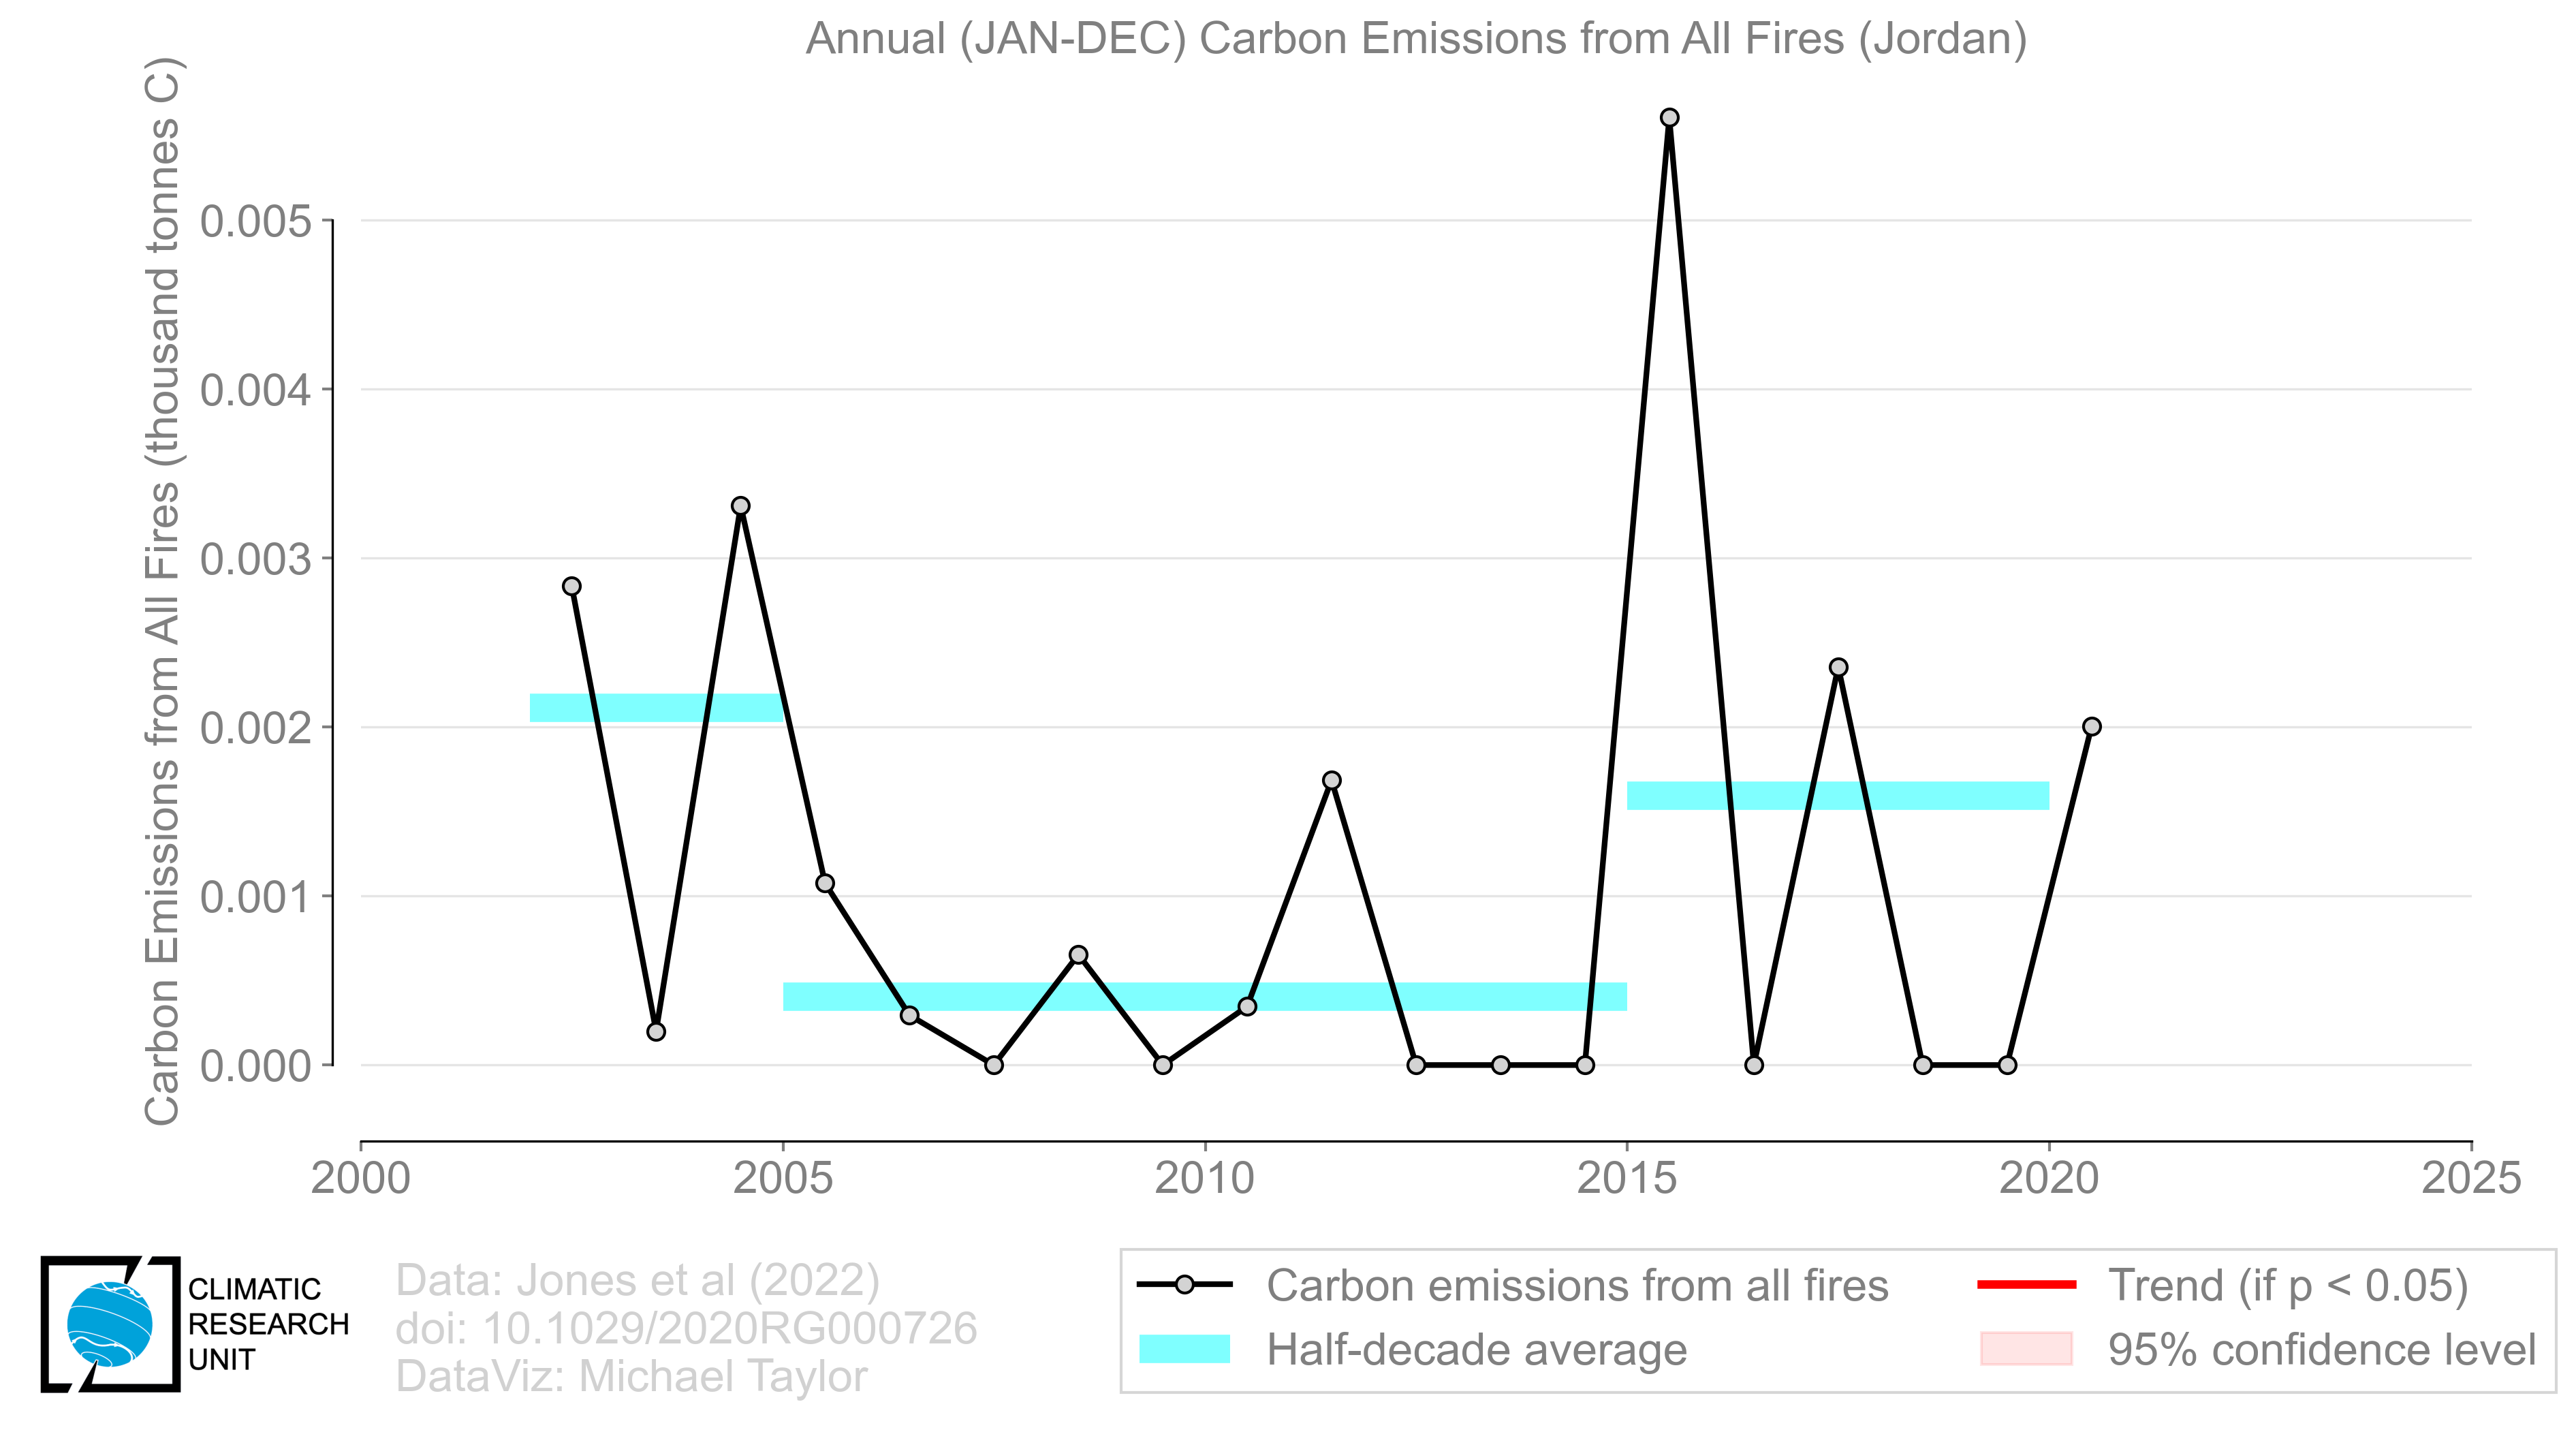 Annual (JAN-DEC) Carbon Emissions from All Fires (Jordan)
Carbon Emissions from All Fires (thousand tonnes C)
0.005
0.004
0.003
0.002
0.001
0.000
2000 2005 2010 2015 2020 2025
CLIMATIC
RESEARCH
UNIT
Data: Jones et al (2022)
doi: 10.1029/2020RG000726
DataViz: Michael Taylor
Carbon emissions from all fires
Half-decade average
Trend (if p < 0.05)
95% confidence level